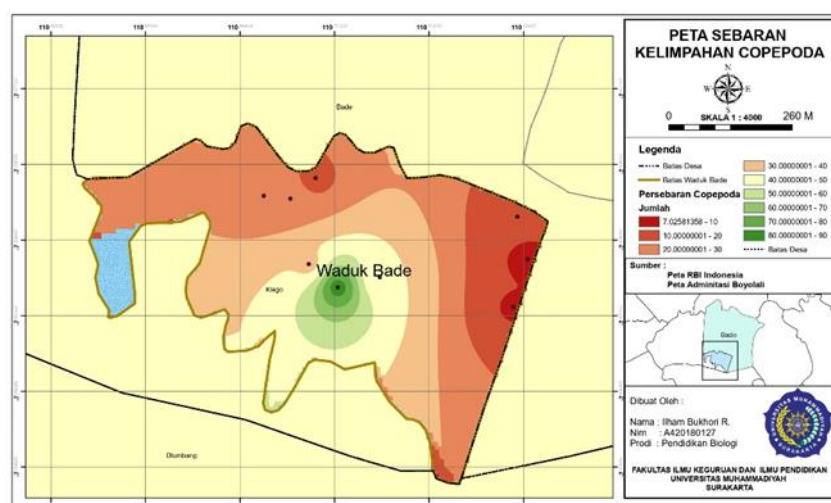 PETA SEBARAN
KELIMPAHAN COPEPODA
N
W E
S
0 SKALA 1 : 4000 260 M
Legenda
Batas Desa
Batas Waduk Bade
Persebaran Copepoda
Jumlah
7.02581358 - 10
10.00000001 - 20
20.00000001 - 30
30.00000001 - 40
40.00000001 - 50
50.00000001 - 60
60.00000001 - 70
70.00000001 - 80
80.00000001 - 90
Batas Desa
Sumber :
Peta RBI Indonesia
Peta Adminitasi Boyolali
Bade
Waduk Bade
Klego
Dibuat Oleh :
Nama : Ilham Bukhori R.
Nim : A420180127
Prodi : Pendidikan Biologi
FAKULTAS ILMU KEGURUAN DAN ILMU PENDIDIKAN
UNIVERSITAS MUHAMMADIYAH
SURAKARTA